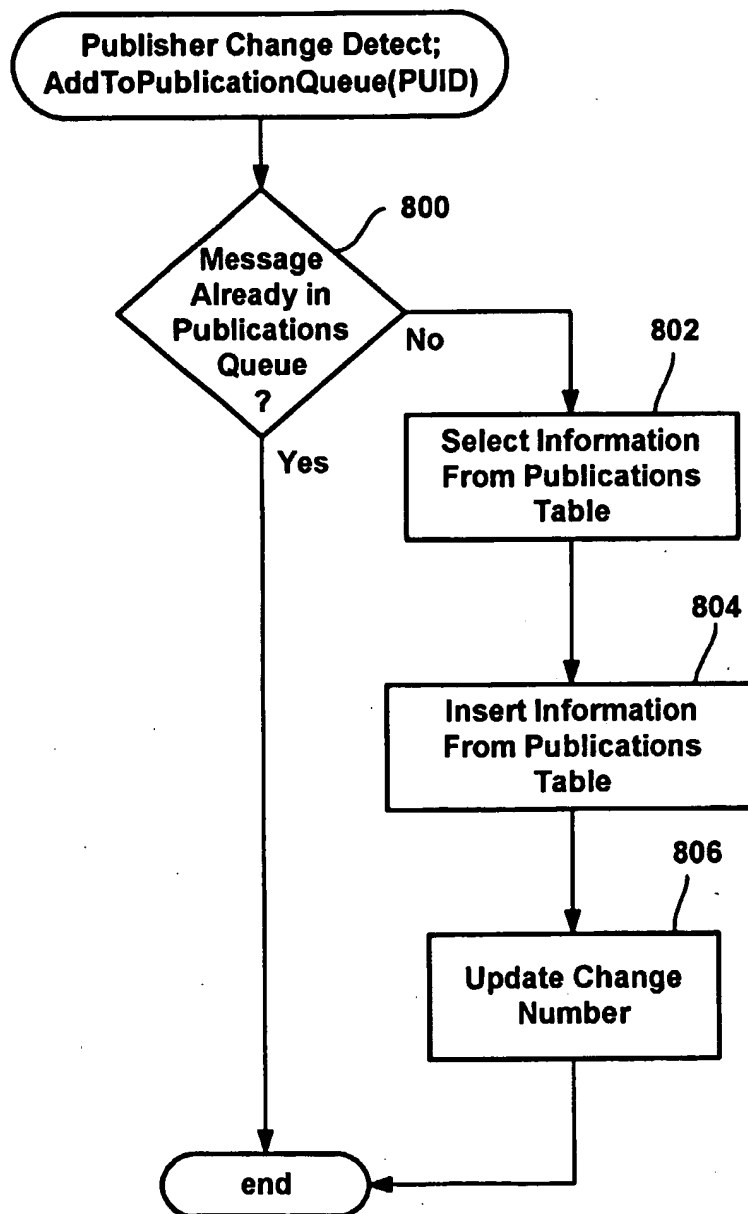 Publisher Change Detect;
AddToPublicationQueue(PUID)
800
Message
Already in
Publications
Queue
?
No
Yes
802
Select Information
From Publications
Table
804
Insert Information
From Publications
Table
806
Update Change
Number
end